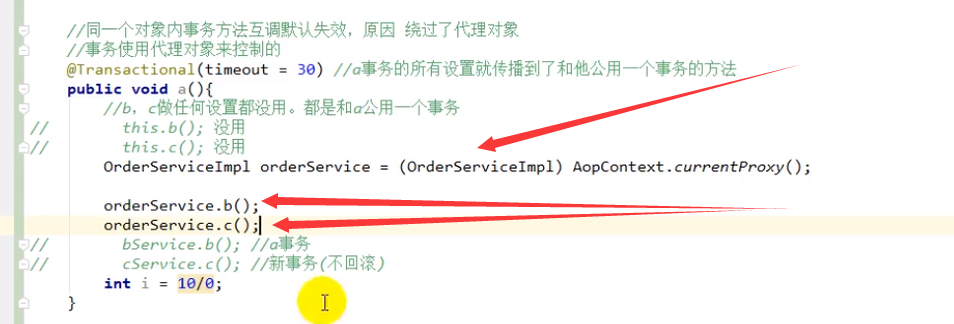 //同一个对象内事务方法互调默认失效，原因 绕过了代理对象
//事务使用代理对象来控制的
@Transactional(timeout = 30) //a事务的所有设置就传播到了和他公用一个事务的方法
public void a(){
//b，c做任何设置都没用。都是和a公用一个事务
// this.b(); 没用
// this.c(); 没用
OrderServiceImpl orderService = (OrderServiceImpl) AopContext.currentProxy();
orderService.b();
orderService.c();
// bService.b(); //a事务
// cService.c(); //新事务(不回滚)
int i = 10/0;
}